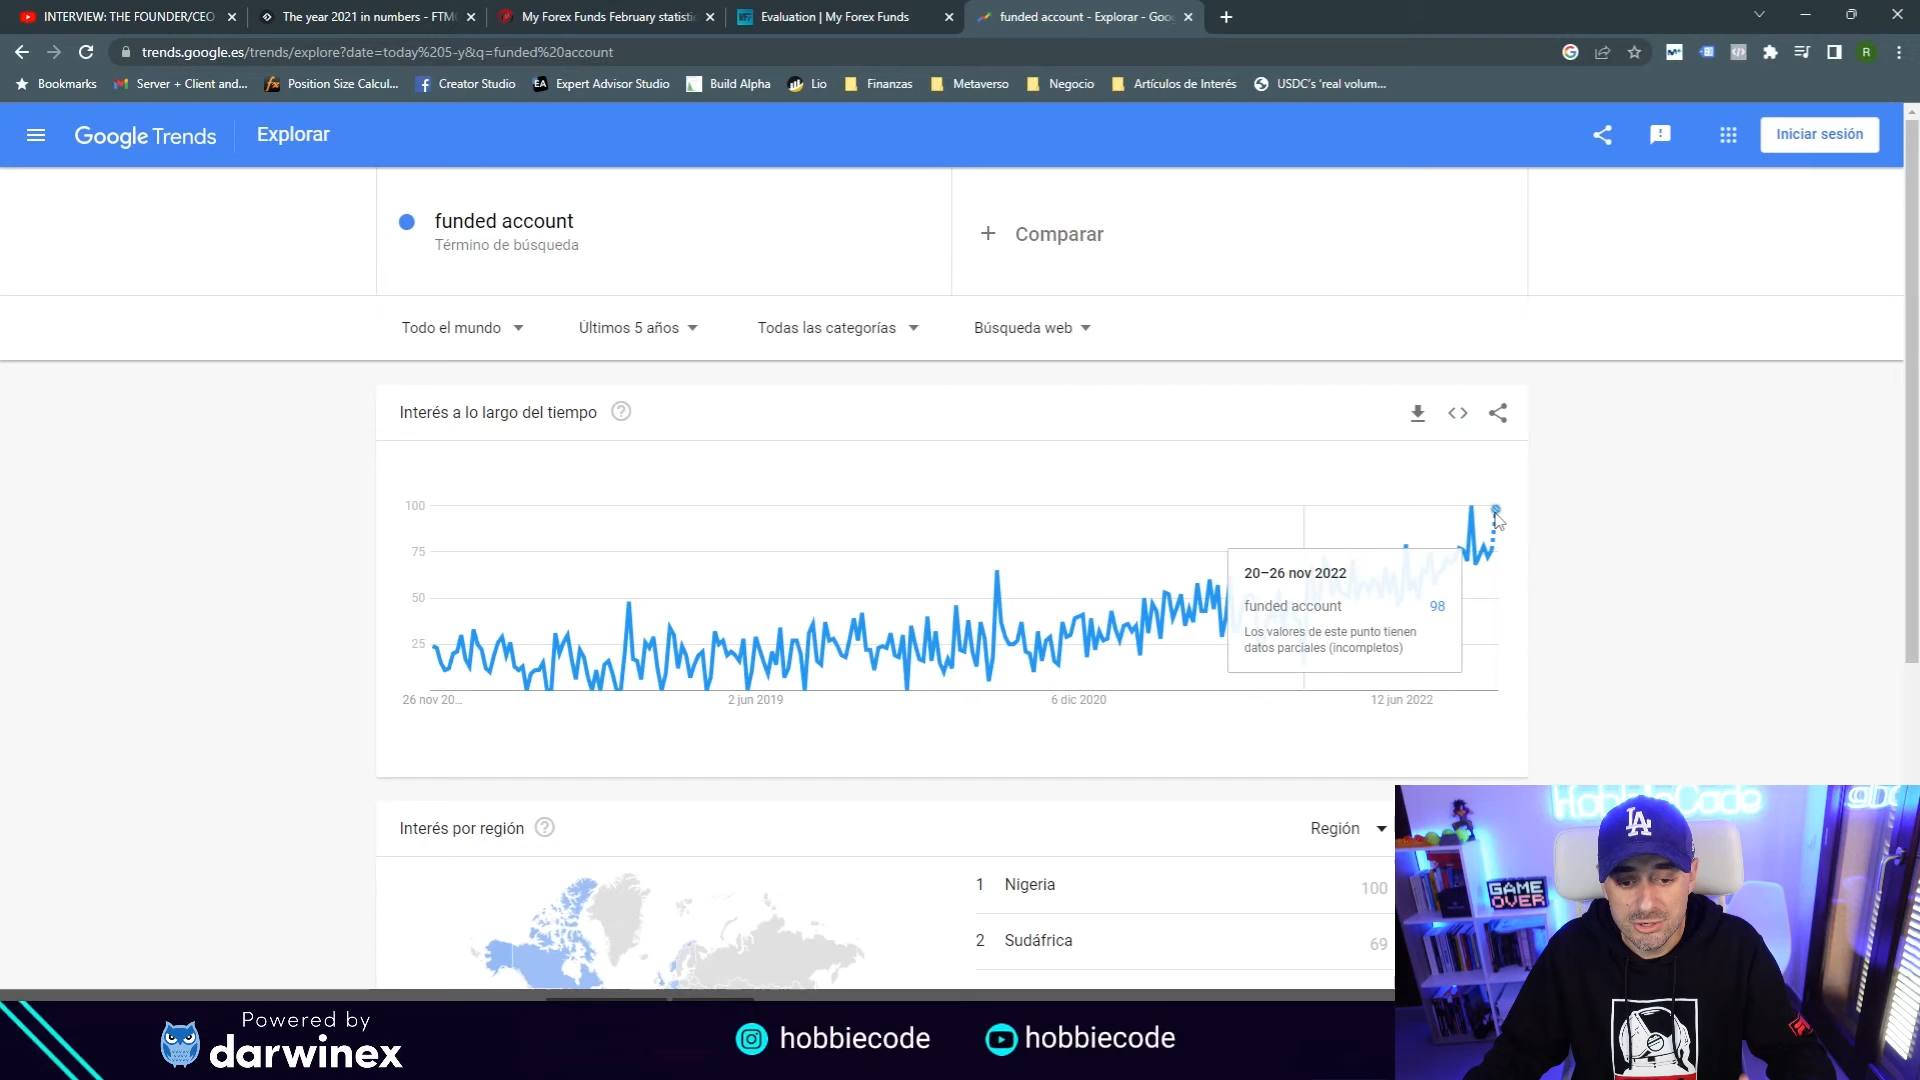 INTERVIEW: THE FOUNDER/CEO
The year 2021 in numbers - FTM
My Forex Funds February statisti
Evaluation | My Forex Funds
funded account - Explorar - Goo
trends.google.es/trends/explore?date=today%205-y&q=funded%20account
R
Bookmarks
Server + Client and...
Position Size Calcul...
Creator Studio
EA
Expert Advisor Studio
Build Alpha
Lio
Finanzas
Metaverso
Negocio
Artículos de Interés
USDC's 'real volum...
Google Trends
Explorar
Iniciar sesión
funded account
Término de búsqueda
+ Comparar
Todo el mundo
Últimos 5 años
Todas las categorías
Búsqueda web
Interés a lo largo del tiempo
100
75
50
25
26 nov 20...
2 jun 2019
6 dic 2020
12 jun 2022
20–26 nov 2022
funded account 98
Los valores de este punto tienen
datos parciales (incompletos)
Interés por región
Región
1 Nigeria 100
2 Sudáfrica 69
HobbieCode
LA
GAME
OVER
Powered by
darwinex
hobbiecode
hobbiecode